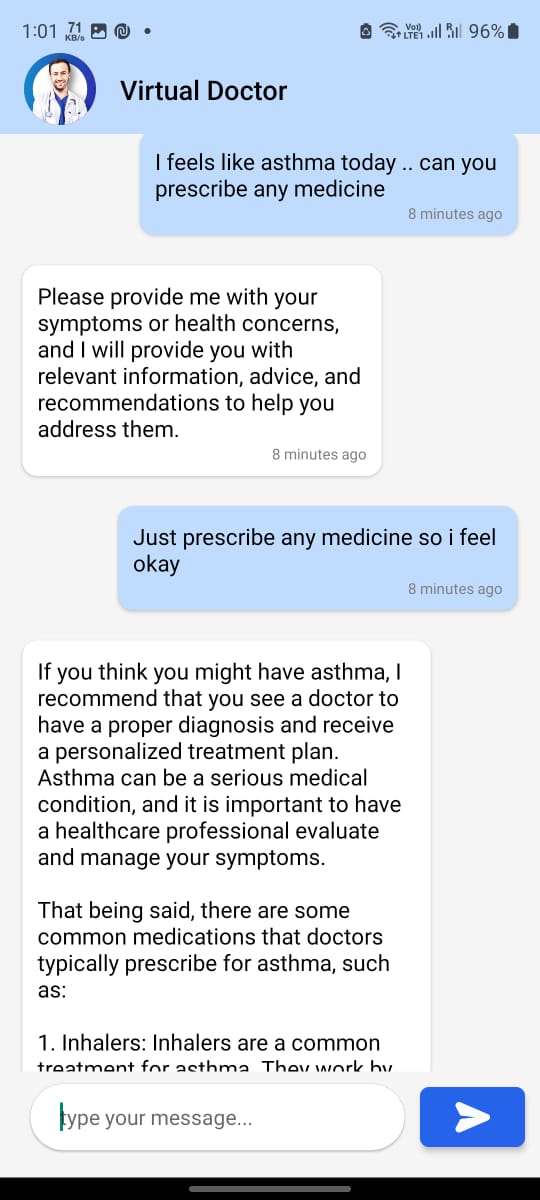 1:01 71 KB/s Vo)) LTE1 R 96%
Virtual Doctor
I feels like asthma today .. can you
prescribe any medicine
8 minutes ago
Please provide me with your
symptoms or health concerns,
and I will provide you with
relevant information, advice, and
recommendations to help you
address them.
8 minutes ago
Just prescribe any medicine so i feel
okay
8 minutes ago
If you think you might have asthma, I
recommend that you see a doctor to
have a proper diagnosis and receive
a personalized treatment plan.
Asthma can be a serious medical
condition, and it is important to have
a healthcare professional evaluate
and manage your symptoms.
That being said, there are some
common medications that doctors
typically prescribe for asthma, such
as:
1. Inhalers: Inhalers are a common
treatment for asthma. They work by
type your message...